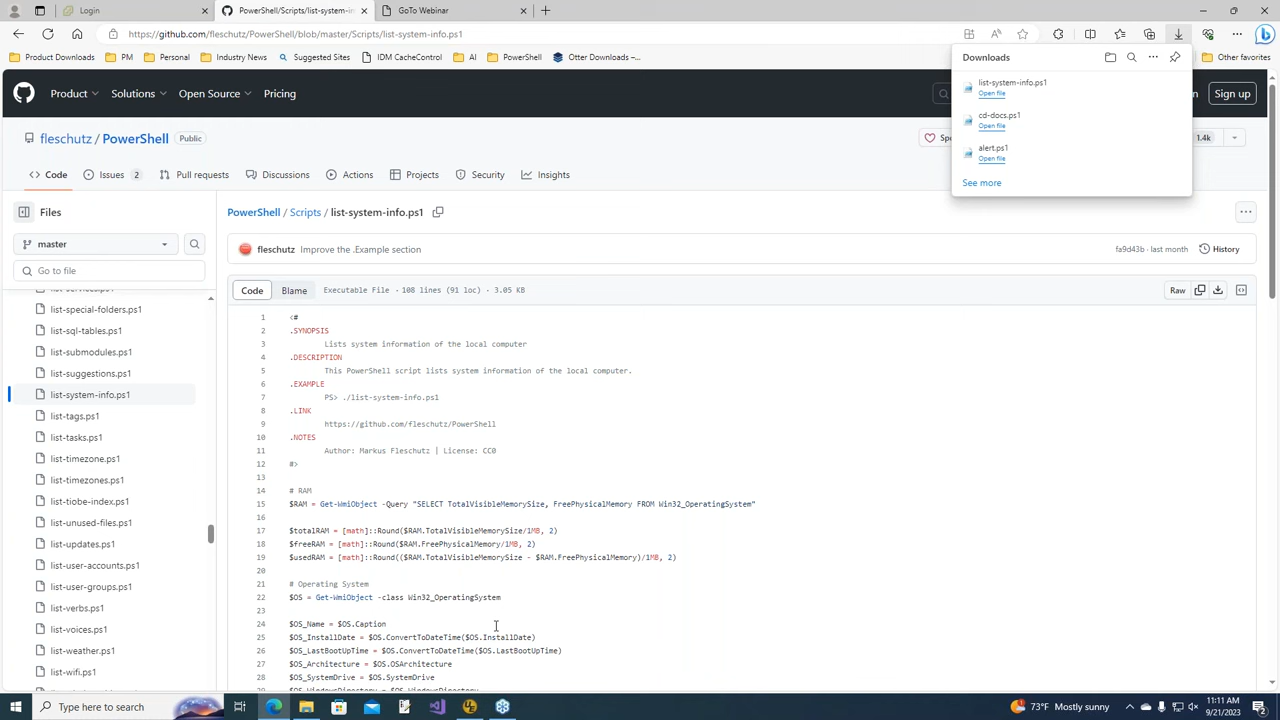 Login
PowerShell/Scripts/list-system-in
GoTo Webinar
https://github.com/fleschutz/PowerShell/blob/master/Scripts/list-system-info.ps1
Product Downloads
PM
Personal
Industry News
Suggested Sites
IDM CacheControl
AI
PowerShell
Otter Downloads –...
Other favorites
Downloads
list-system-info.ps1
Open file
cd-docs.ps1
Open file
alert.ps1
Open file
See more
Product
Solutions
Open Source
Sign up
fleschutz / PowerShell
Public
1.4k
Code
Issues 2
Pull requests
Discussions
Actions
Projects
Security
Insights
Files
master
Go to file
list-special-folders.ps1
list-sql-tables.ps1
list-submodules.ps1
list-suggestions.ps1
list-system-info.ps1
list-tags.ps1
list-tasks.ps1
list-timezone.ps1
list-timezones.ps1
list-tiobe-index.ps1
list-unused-files.ps1
list-updates.ps1
list-user-accounts.ps1
list-user-groups.ps1
list-verbs.ps1
list-voices.ps1
list-weather.ps1
list-wifi.ps1
PowerShell / Scripts / list-system-info.ps1
fleschutz Improve the .Example section
fa9d43b · last month
History
Code
Blame
Executable File · 108 lines (91 loc) · 3.05 KB
Raw
1 <#
2 .SYNOPSIS
3 Lists system information of the local computer
4 .DESCRIPTION
5 This PowerShell script lists system information of the local computer.
6 .EXAMPLE
7 PS> ./list-system-info.ps1
8 .LINK
9 https://github.com/fleschutz/PowerShell
10 .NOTES
11 Author: Markus Fleschutz | License: CC0
12 #>
13
14 # RAM
15 $RAM = Get-WmiObject -Query "SELECT TotalVisibleMemorySize, FreePhysicalMemory FROM Win32_OperatingSystem"
16
17 $totalRAM = [math]::Round($RAM.TotalVisibleMemorySize/1MB, 2)
18 $freeRAM = [math]::Round($RAM.FreePhysicalMemory/1MB, 2)
19 $usedRAM = [math]::Round(($RAM.TotalVisibleMemorySize - $RAM.FreePhysicalMemory)/1MB, 2)
20
21 # Operating System
22 $OS = Get-WmiObject -class Win32_OperatingSystem
23
24 $OS_Name = $OS.Caption
25 $OS_InstallDate = $OS.ConvertToDateTime($OS.InstallDate)
26 $OS_LastBootUpTime = $OS.ConvertToDateTime($OS.LastBootUpTime)
27 $OS_Architecture = $OS.OSArchitecture
28 $OS_SystemDrive = $OS.SystemDrive
Type here to search
73°F Mostly sunny
11:11 AM
9/21/2023
2